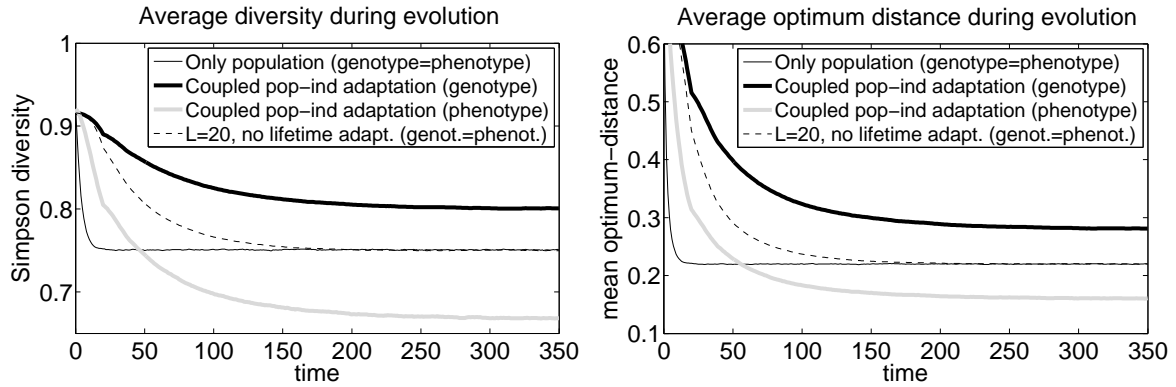 Average diversity during evolution
1
0.9
0.8
0.7
Simpson diversity
Only population (genotype=phenotype)
Coupled pop−ind adaptation (genotype)
Coupled pop−ind adaptation (phenotype)
L=20, no lifetime adapt. (genot.=phenot.)
0 50 100 150 200 250 300 350
time
Average optimum distance during evolution
0.6
0.5
0.4
0.3
0.2
0.1
mean optimum−distance
Only population (genotype=phenotype)
Coupled pop−ind adaptation (genotype)
Coupled pop−ind adaptation (phenotype)
L=20, no lifetime adapt. (genot.=phenot.)
0 50 100 150 200 250 300 350
time